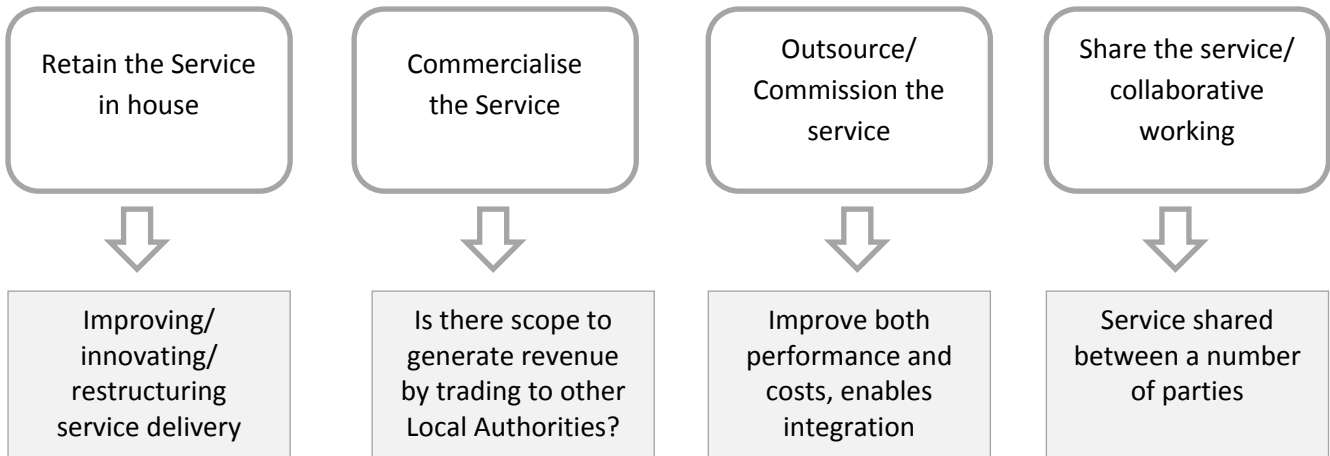 Retain the Service
in house
Commercialise
the Service
Outsource/
Commission the
service
Share the service/
collaborative
working
Improving/
innovating/
restructuring
service delivery
Is there scope to
generate revenue
by trading to other
Local Authorities?
Improve both
performance and
costs, enables
integration
Service shared
between a number
of parties